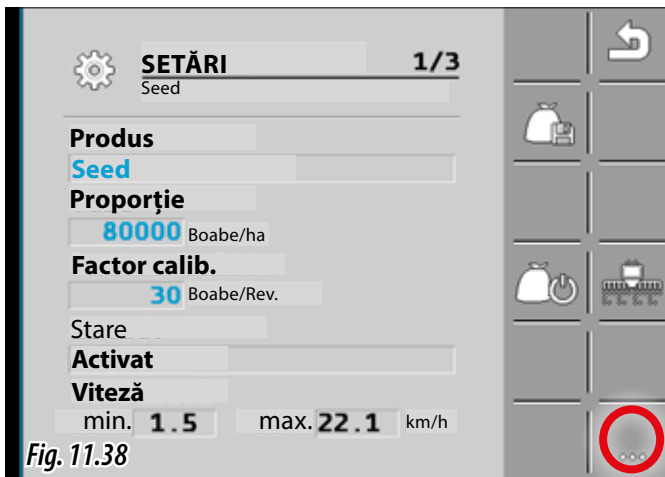 SETĂRI 1/3
Seed
Produs
Seed
Proporție
80000 Boabe/ha
Factor calib.
30 Boabe/Rev.
Stare
Activat
Viteză
min. 1.5 max. 22.1 km/h
Fig. 11.38